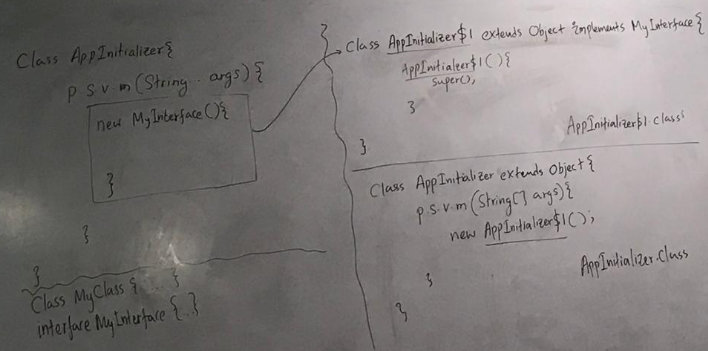 Class AppInitializer{
p s.v.m (String. args) {
new MyInterface(){
}
}
}
Class MyClass { ... }
interface MyInterface {..}
}
Class AppInitializer$1 extends Object Implements MyInterface{
AppInitializer$1(){
super();
}
AppInitializer$1.class
}
Class AppInitializer extends Object{
p s.v.m (String[] args){
new AppInitializer$1();
}
AppInitializer.Class
}